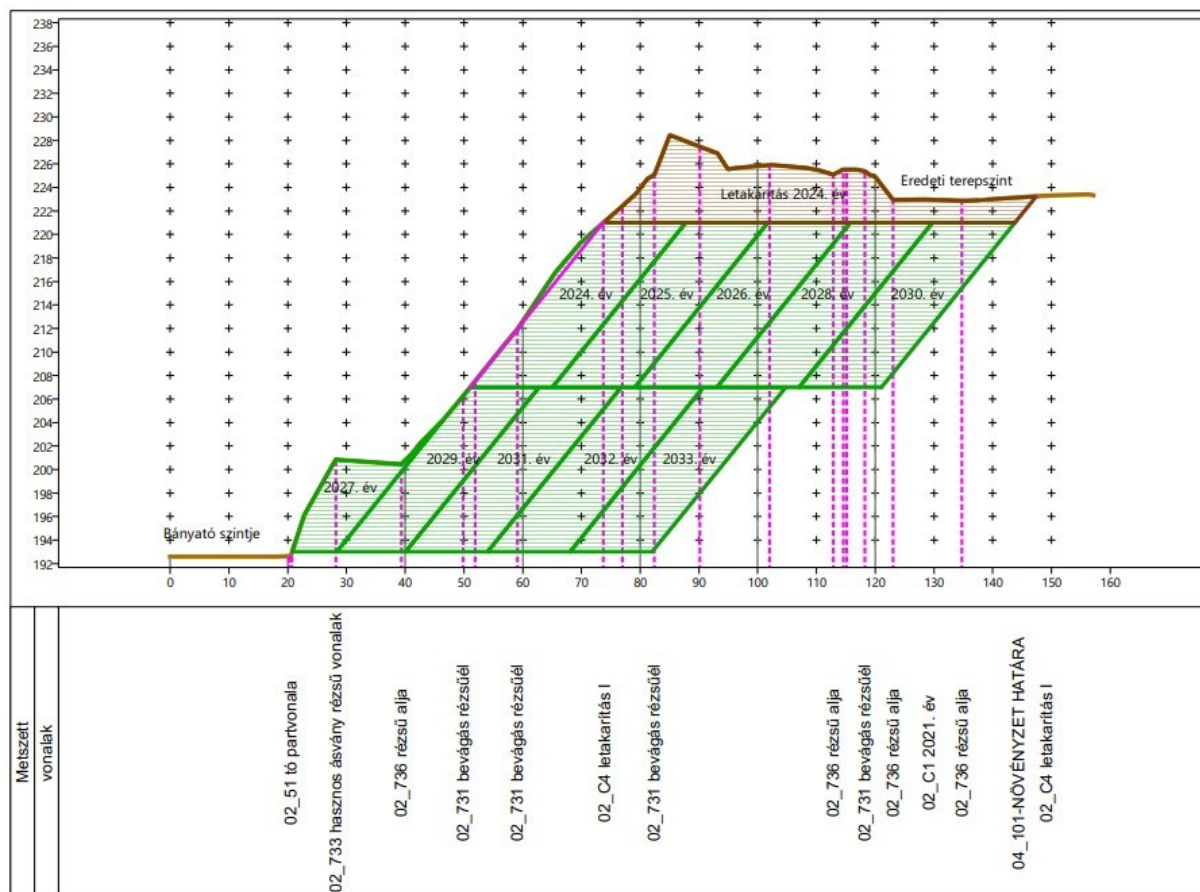 238
236
234
232
230
228
226
224
222
220
218
216
214
212
210
208
206
204
202
200
198
196
194
192
Eredeti terepszint
Letakarítás 2024. év
2024. év
2025. év
2026. év
2028. év
2030. év
2029. év
2031. év
2032. év
2033. év
2027. év
Bányató szintje
0 10 20 30 40 50 60 70 80 90 100 110 120 130 140 150 160
Metszett
vonalak
02_51 tó partvonala
02_733 hasznos ásvány rézsű vonalak
02_736 rézsű alja
02_731 bevágás rézsűél
02_731 bevágás rézsűél
02_C4 letakarítás I
02_731 bevágás rézsűél
02_736 rézsű alja
02_731 bevágás rézsűél
02_736 rézsű alja
02_C1 2021. év
02_736 rézsű alja
04_101-NÖVÉNYZET HATÁRA
02_C4 letakarítás I